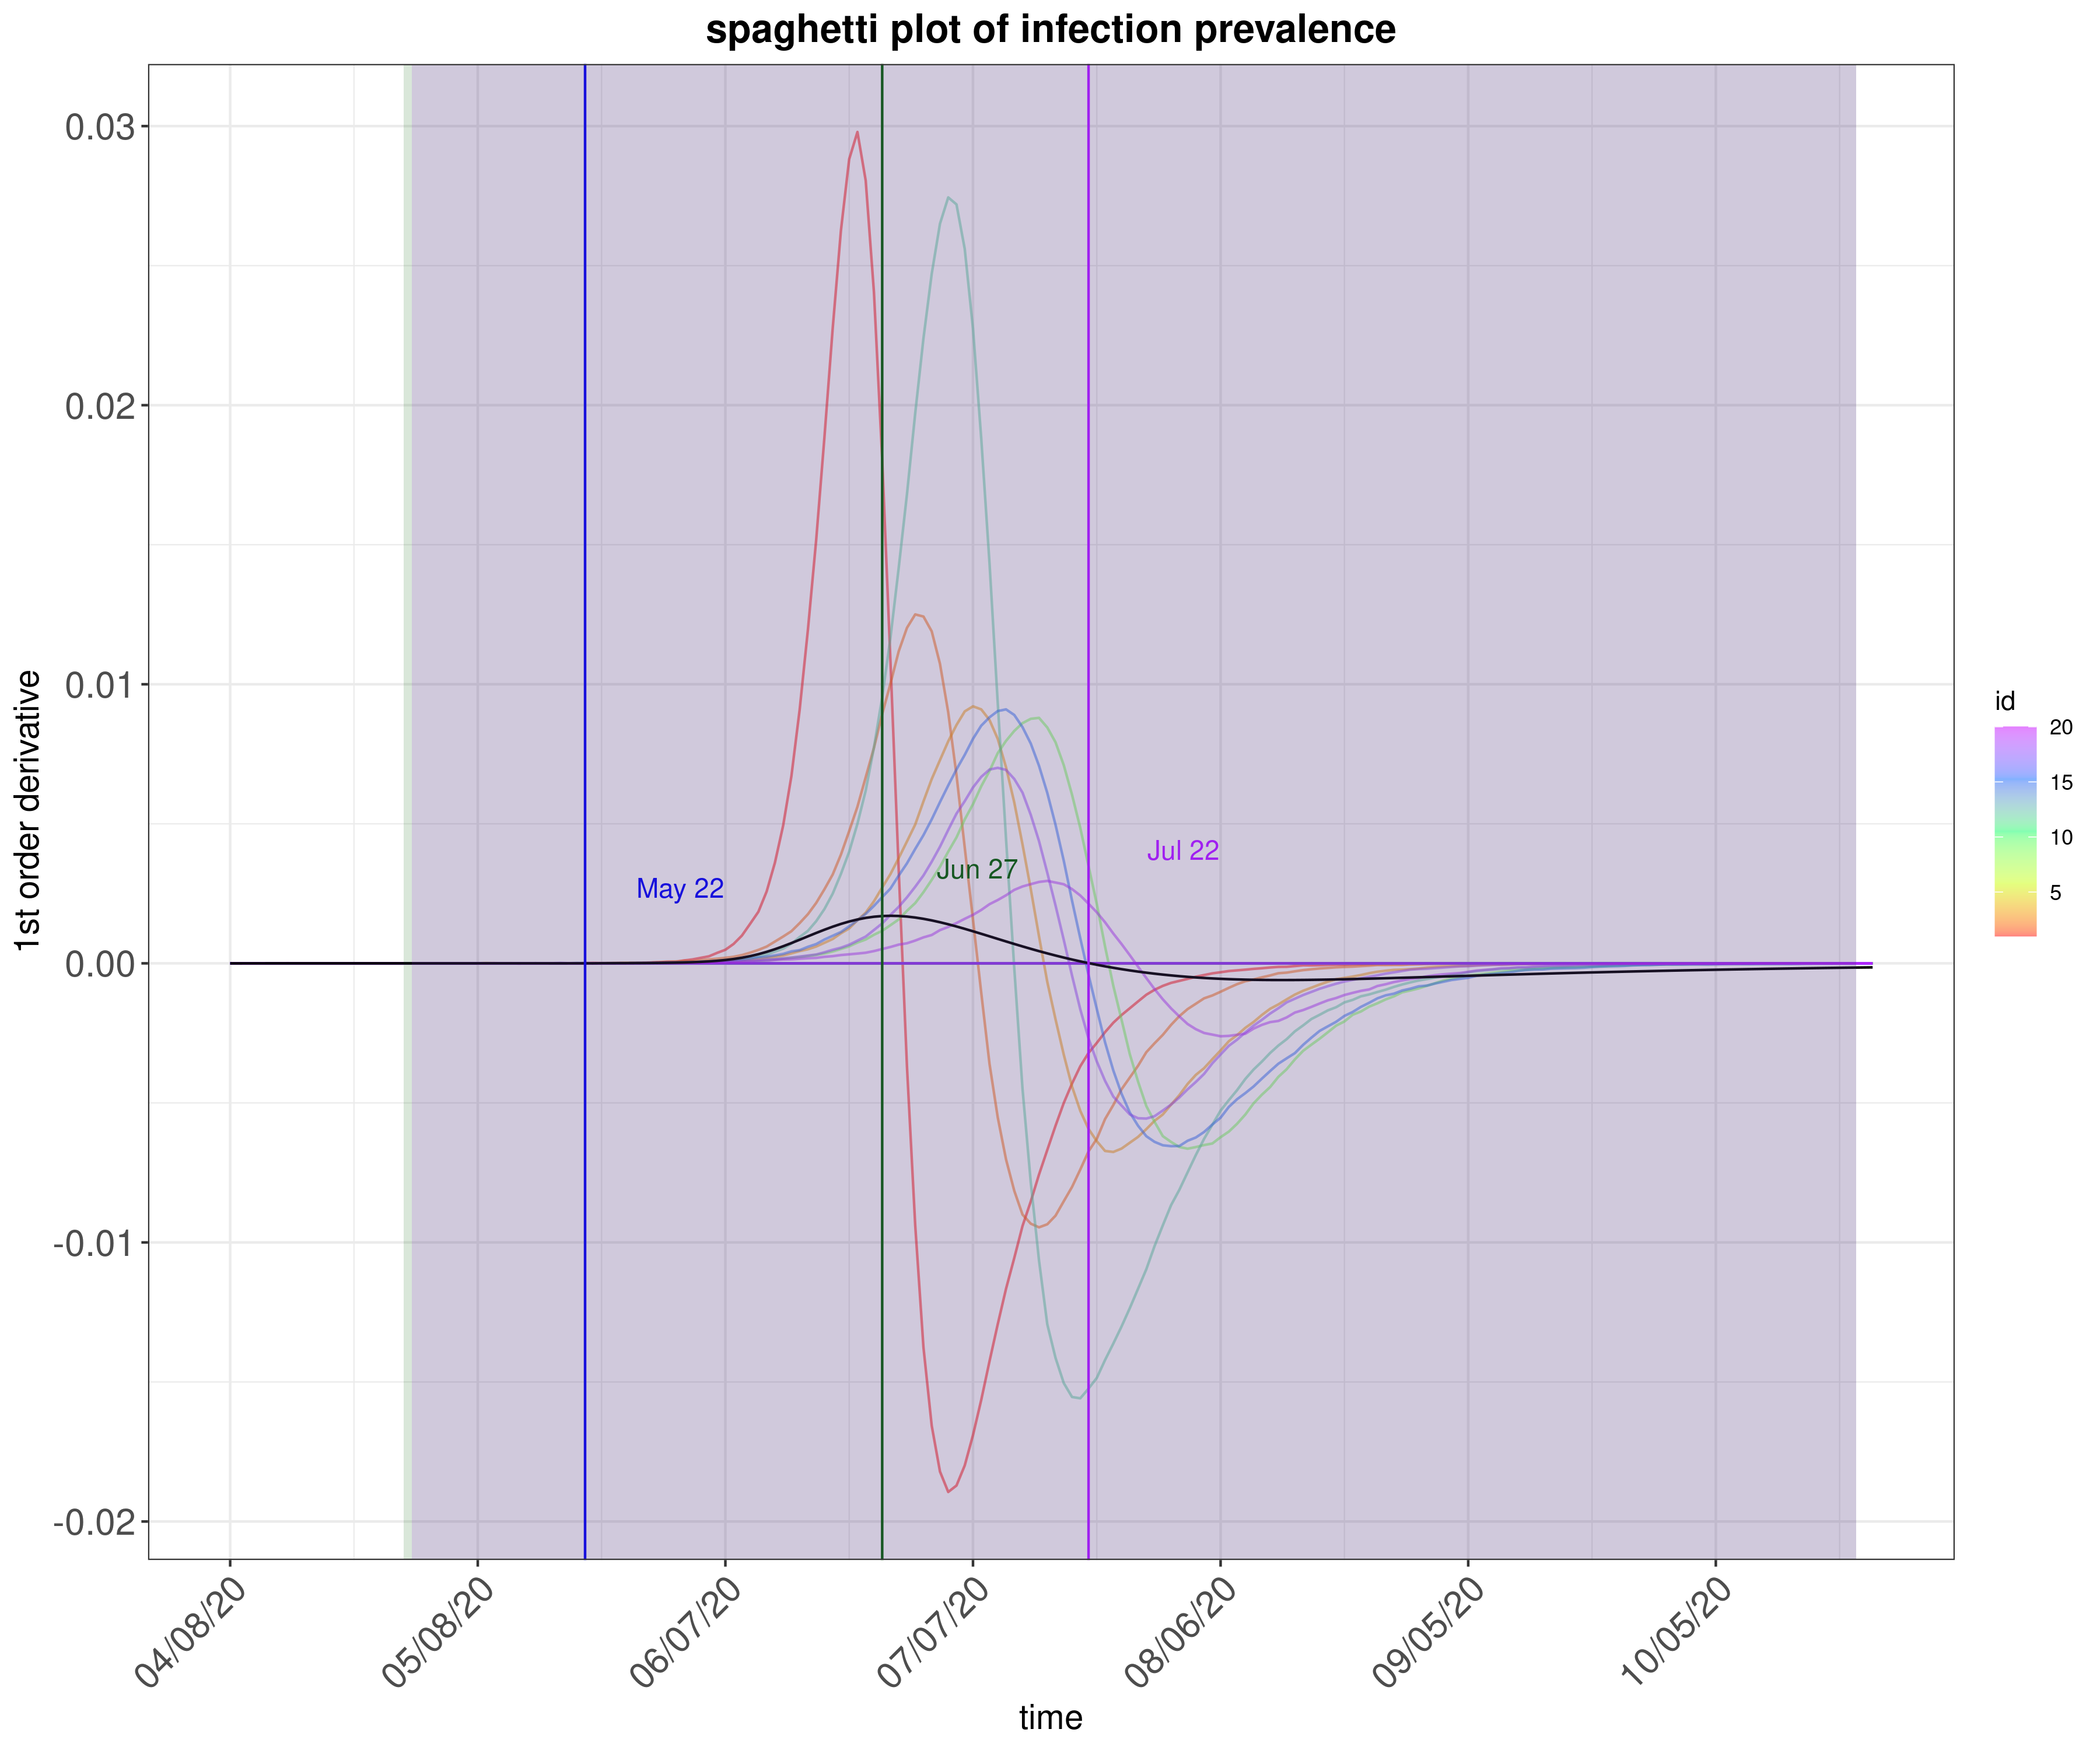 spaghetti plot of infection prevalence
1st order derivative
0.03
0.02
0.01
0.00
-0.01
-0.02
May 22
Jun 27
Jul 22
04/08/20
05/08/20
06/07/20
07/07/20
08/06/20
09/05/20
10/05/20
time
id
20
15
10
5